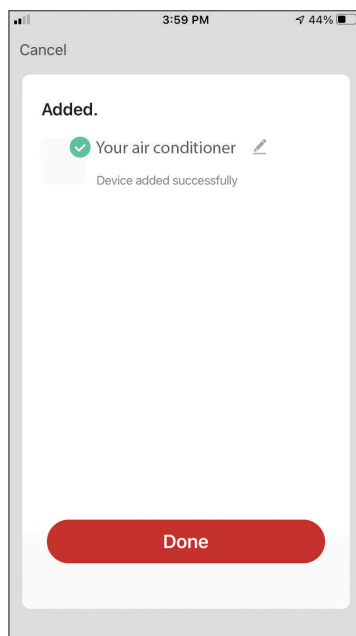 3:59 PM
44%
Cancel
Added.
Your air conditioner
Device added successfully
Done